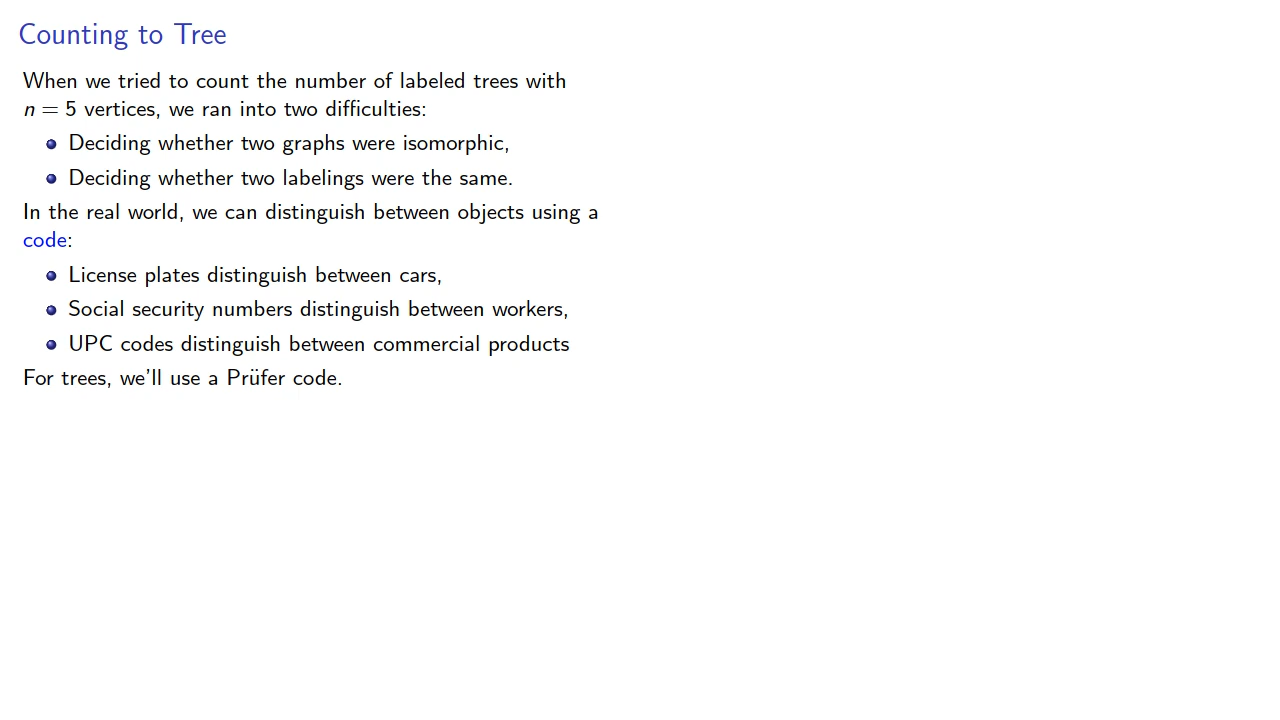 Counting to Tree
When we tried to count the number of labeled trees with
n = 5 vertices, we ran into two difficulties:
Deciding whether two graphs were isomorphic,
Deciding whether two labelings were the same.
In the real world, we can distinguish between objects using a
code:
License plates distinguish between cars,
Social security numbers distinguish between workers,
UPC codes distinguish between commercial products
For trees, we'll use a Prüfer code.